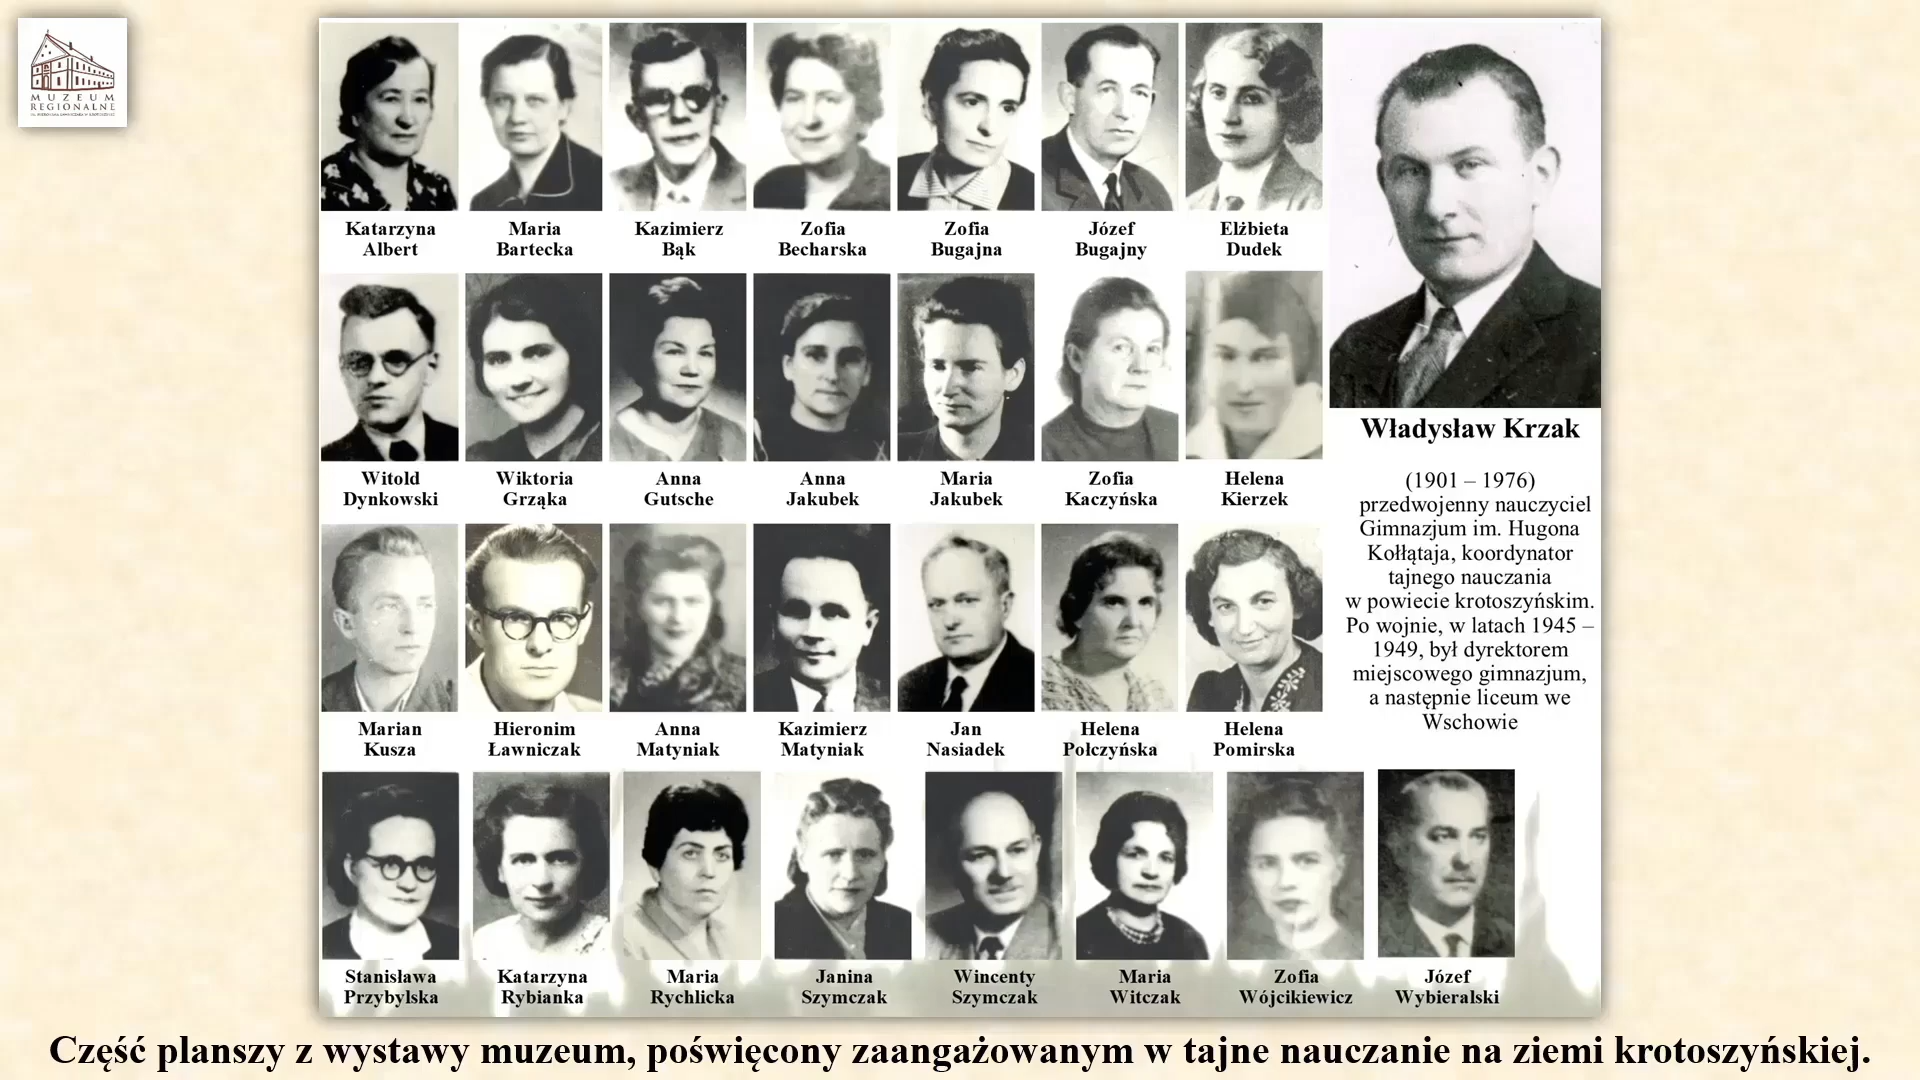 MUZEUM
REGIONALNE
Katarzyna
Albert
Maria
Bartecka
Kazimierz
Bąk
Zofia
Becharska
Zofia
Bugajna
Józef
Bugajny
Elżbieta
Dudek
Witold
Dynkowski
Wiktoria
Grząka
Anna
Gutsche
Anna
Jakubek
Maria
Jakubek
Zofia
Kaczyńska
Helena
Kierzek
Marian
Kusza
Hieronim
Ławniczak
Anna
Matyniak
Kazimierz
Matyniak
Jan
Nasiadek
Helena
Połczyńska
Helena
Pomirska
Stanisława
Przybylska
Katarzyna
Rybianka
Maria
Rychlicka
Janina
Szymczak
Wincenty
Szymczak
Maria
Witczak
Zofia
Wójcikiewicz
Józef
Wybieralski
Władysław Krzak
(1901 – 1976)
przedwojenny nauczyciel
Gimnazjum im. Hugona
Kołłątaja, koordynator
tajnego nauczania
w powiecie krotoszyńskim.
Po wojnie, w latach 1945 –
1949, był dyrektorem
miejscowego gimnazjum,
a następnie liceum we
Wschowie
Część planszy z wystawy muzeum, poświęcony zaangażowanym w tajne nauczanie na ziemi krotoszyńskiej.